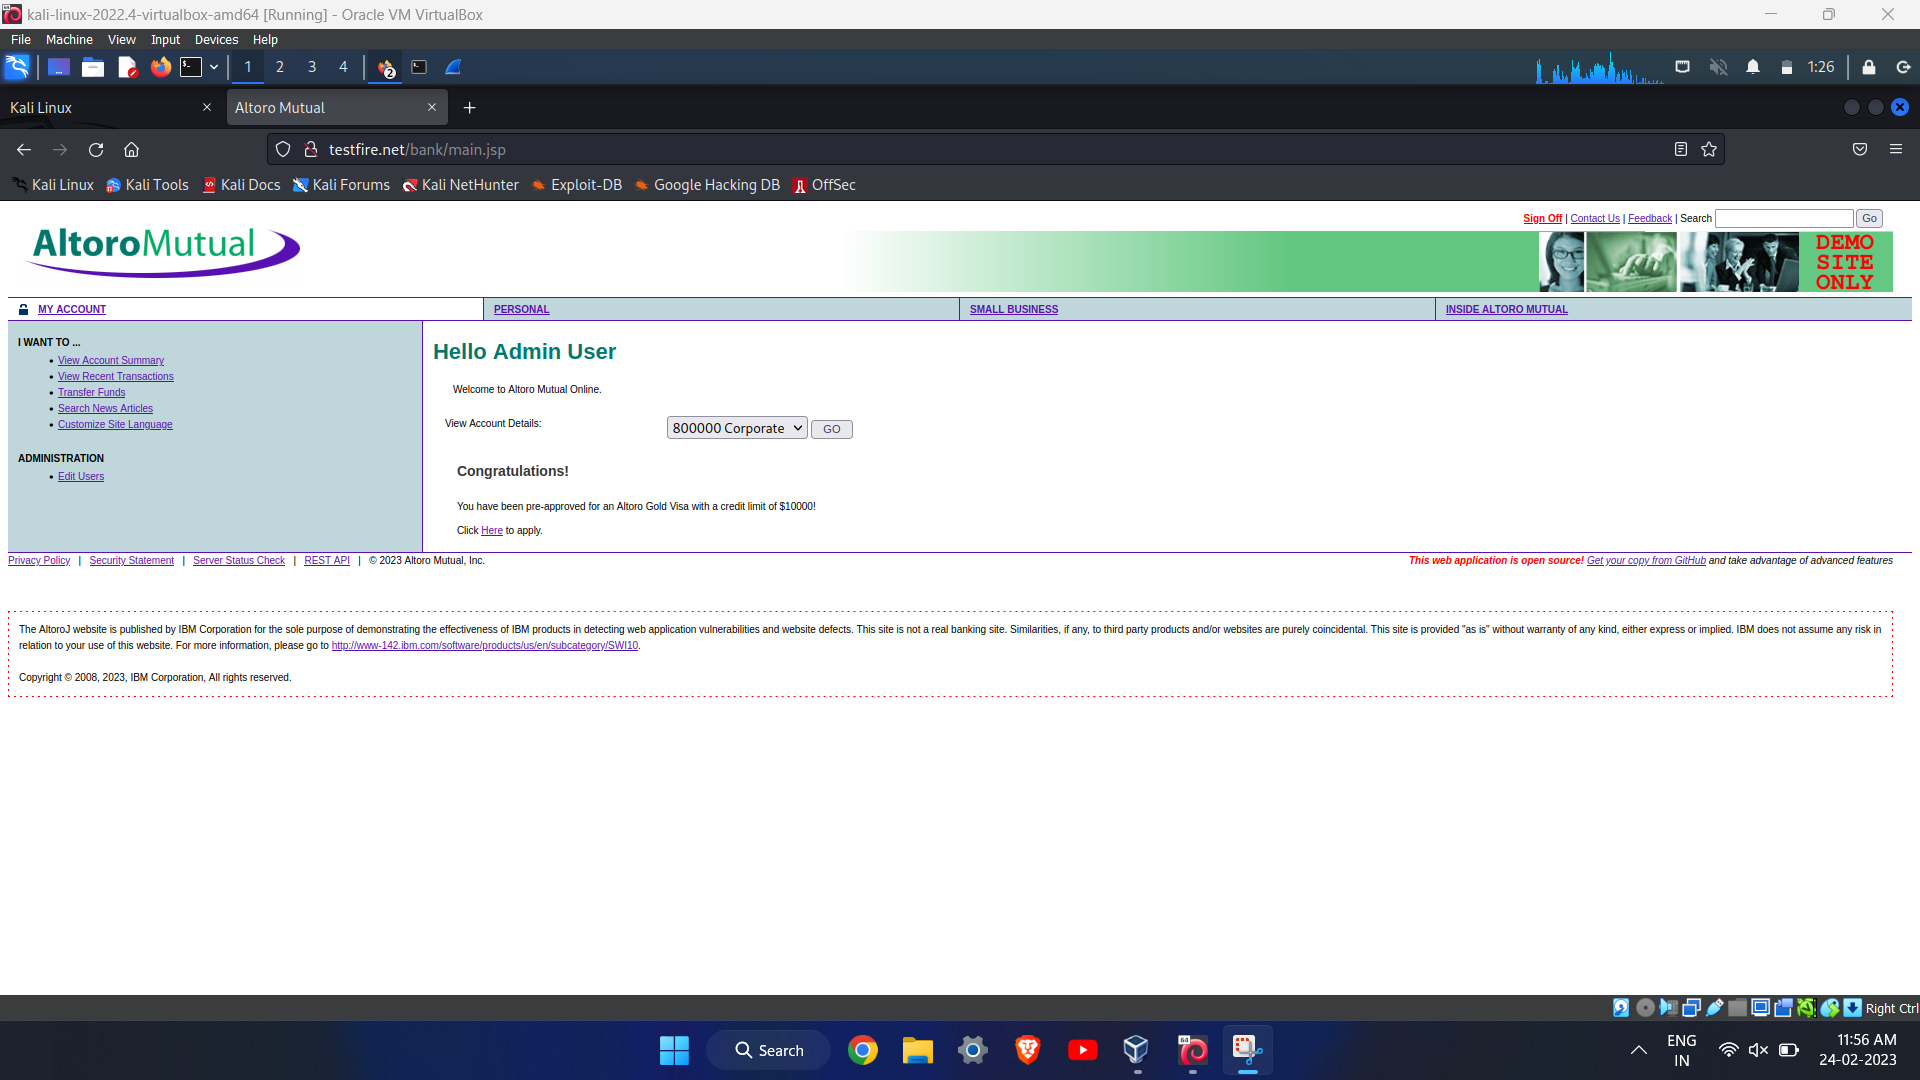 kali-linux-2022.4-virtualbox-amd64 [Running] - Oracle VM VirtualBox
File Machine View Input Devices Help
1 2 3 4 2 1:26
Kali Linux Altoro Mutual
testfire.net/bank/main.jsp
Kali Linux Kali Tools Kali Docs Kali Forums Kali NetHunter Exploit-DB Google Hacking DB OffSec
Sign Off | Contact Us | Feedback | Search Go
AltoroMutual
DEMO
SITE
ONLY
MY ACCOUNT PERSONAL SMALL BUSINESS INSIDE ALTORO MUTUAL
I WANT TO ...
• View Account Summary
• View Recent Transactions
• Transfer Funds
• Search News Articles
• Customize Site Language
ADMINISTRATION
• Edit Users
Hello Admin User
Welcome to Altoro Mutual Online.
View Account Details: 800000 Corporate GO
Congratulations!
You have been pre-approved for an Altoro Gold Visa with a credit limit of $10000!
Click Here to apply.
Privacy Policy | Security Statement | Server Status Check | REST API | © 2023 Altoro Mutual, Inc. This web application is open source! Get your copy from GitHub and take advantage of advanced features
The AltoroJ website is published by IBM Corporation for the sole purpose of demonstrating the effectiveness of IBM products in detecting web application vulnerabilities and website defects. This site is not a real banking site. Similarities, if any, to third party products and/or websites are purely coincidental. This site is provided "as is" without warranty of any kind, either express or implied. IBM does not assume any risk in
relation to your use of this website. For more information, please go to http://www-142.ibm.com/software/products/us/en/subcategory/SWI10.
Copyright © 2008, 2023, IBM Corporation, All rights reserved.
Right Ctrl
Search 64 ENG 11:56 AM
IN 24-02-2023